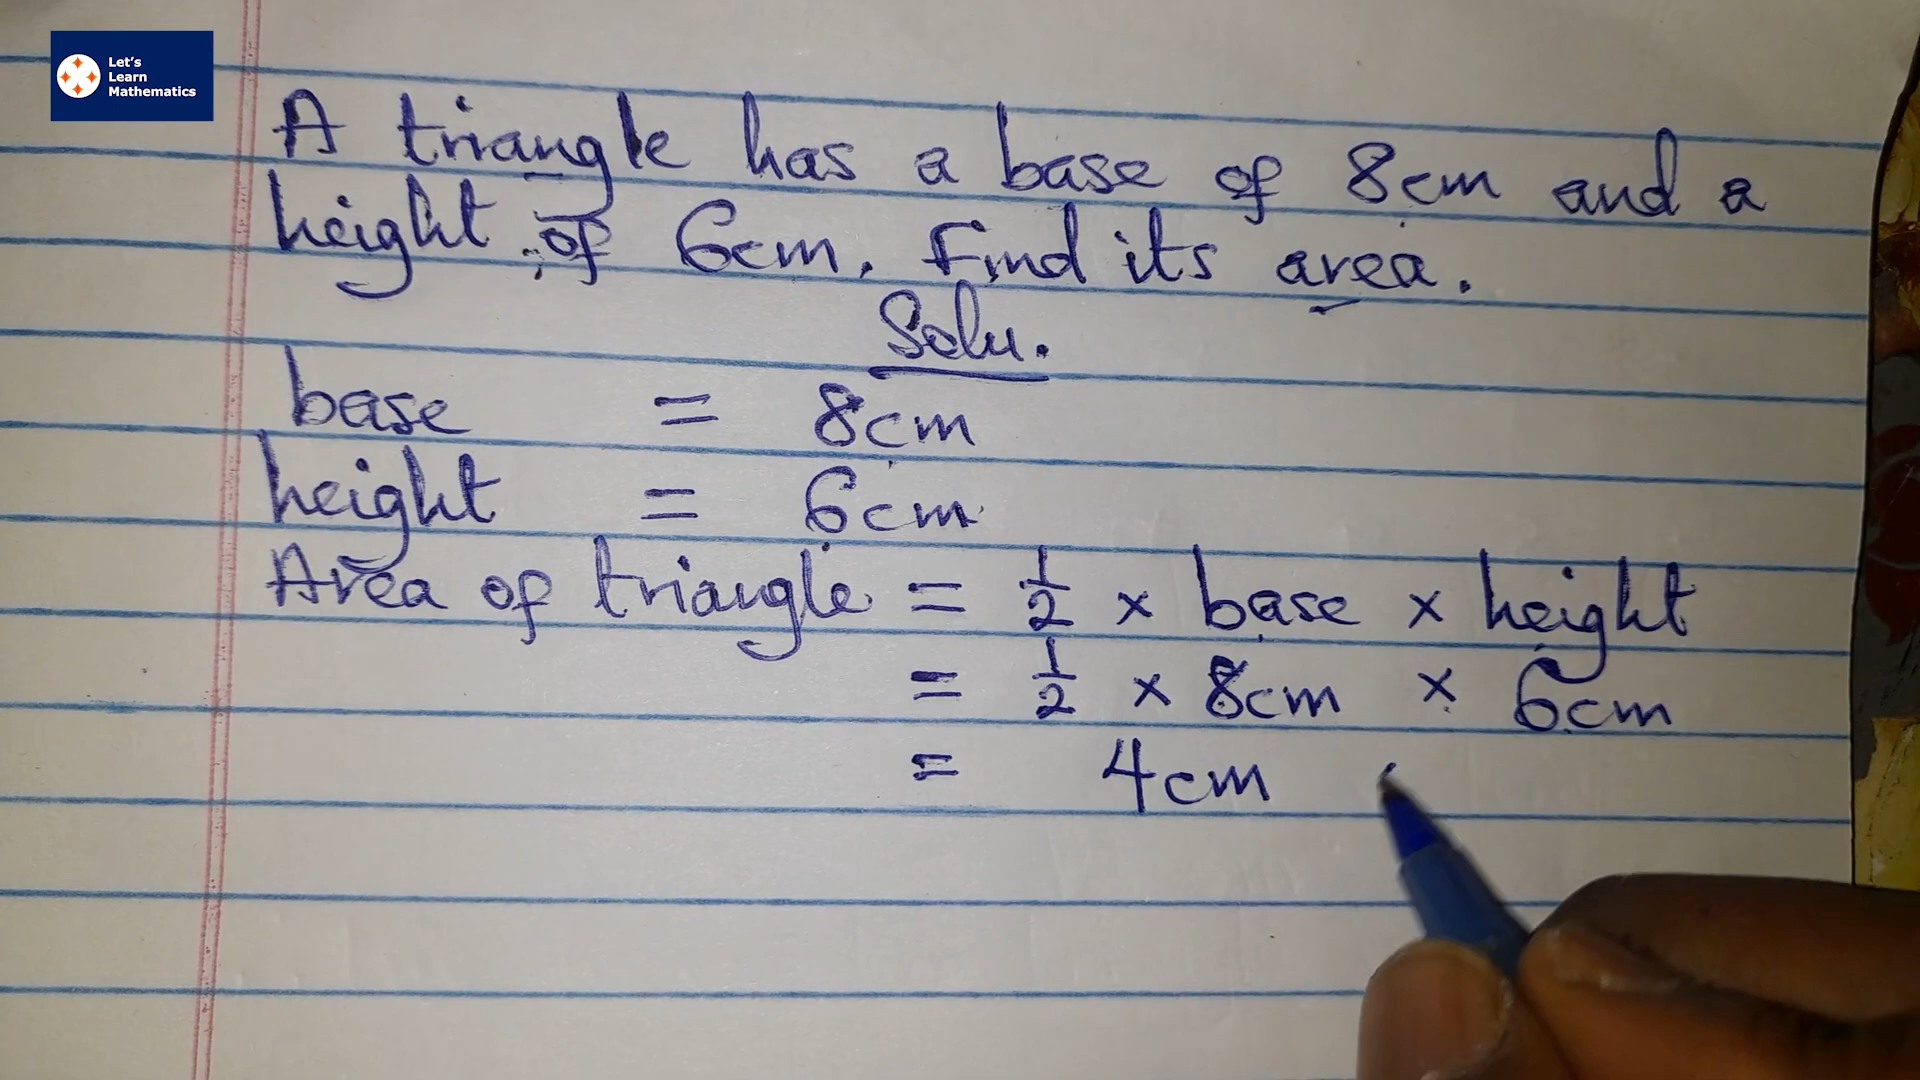 Let's
Learn
Mathematics
A triangle has a base of 8cm and a
height of 6cm. Find its area.
Solu.
base = 8cm
height = 6cm
Area of triangle = 1/2 × base × height
= 1/2 × 8cm × 6cm
= 4cm